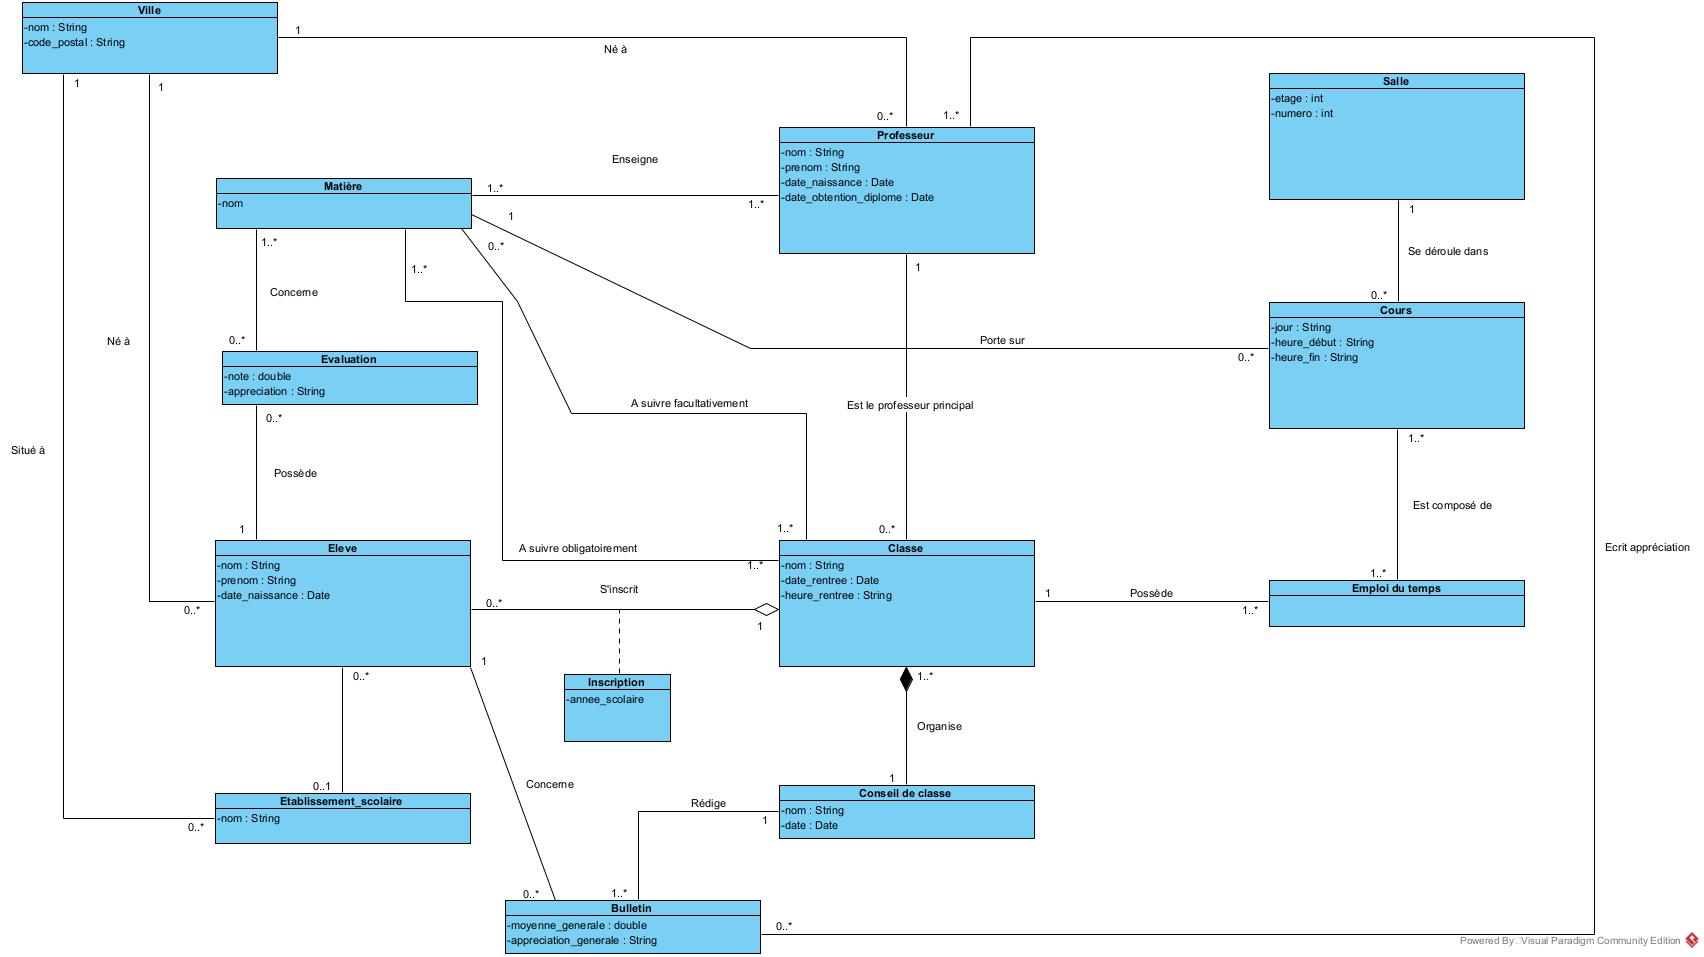 Ville
-nom : String
-code_postal : String
1
1
1
Né à
0..*
1..*
Professeur
-nom : String
-prenom : String
-date_naissance : Date
-date_obtention_diplome : Date
Salle
-etage : int
-numero : int
Enseigne
Matière
-nom
1..*
1..*
1
0..*
1..*
1..*
1
1
Se déroule dans
0..*
Concerne
Né à
0..*
Cours
-jour : String
-heure_début : String
-heure_fin : String
Porte sur
0..*
Evaluation
-note : double
-appreciation : String
0..*
A suivre facultativement
Est le professeur principal
1..*
Situé à
Possède
Est composé de
1
1..*
0..*
Ecrit appréciation
A suivre obligatoirement
1..*
Eleve
-nom : String
-prenom : String
-date_naissance : Date
0..*
S'inscrit
0..*
1
Classe
-nom : String
-date_rentree : Date
-heure_rentree : String
1
Possède
1..*
1..*
Emploi du temps
1
0..*
Inscription
-annee_scolaire
1..*
Organise
0..1
Concerne
1
Etablissement_scolaire
-nom : String
0..*
Rédige
1
Conseil de classe
-nom : String
-date : Date
0..*
1..*
Bulletin
-moyenne_generale : double
-appreciation_generale : String
0..*
Powered By Visual Paradigm Community Edition